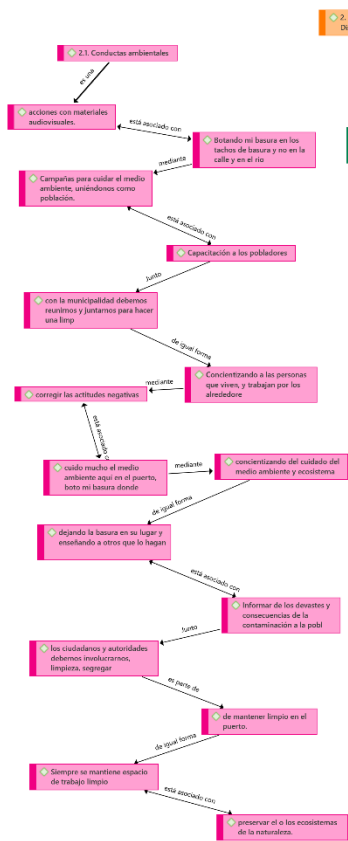 2.
Di
2.1. Conductas ambientales
es una
acciones con materiales
audiovisuales.
está asociado con
Botando mi basura en los
tachos de basura y no en la
calle y en el rio
mediante
Campañas para cuidar el medio
ambiente, uniéndonos como
población.
está asociado con
Capacitación a los pobladores
Junto
con la municipalidad debemos
reunirnos y juntarnos para hacer
una limp
de igual forma
Concientizando a las personas
que viven, y trabajan por los
alrededore
mediante
corregir las actitudes negativas
está asociado c
cuido mucho el medio
ambiente aquí en el puerto,
boto mi basura donde
mediante
concientizando del cuidado del
medio ambiente y ecosistema
de igual forma
dejando la basura en su lugar y
enseñando a otros que lo hagan
está asociado con
Informar de los devastes y
consecuencias de la
contaminación a la pobl
Junto
los ciudadanos y autoridades
debemos involucrarnos,
limpieza, segregar
es parte de
de mantener limpio en el
puerto.
de igual forma
Siempre se mantiene espacio
de trabajo limpio
está asociado con
preservar el o los ecosistemas
de la naturaleza.